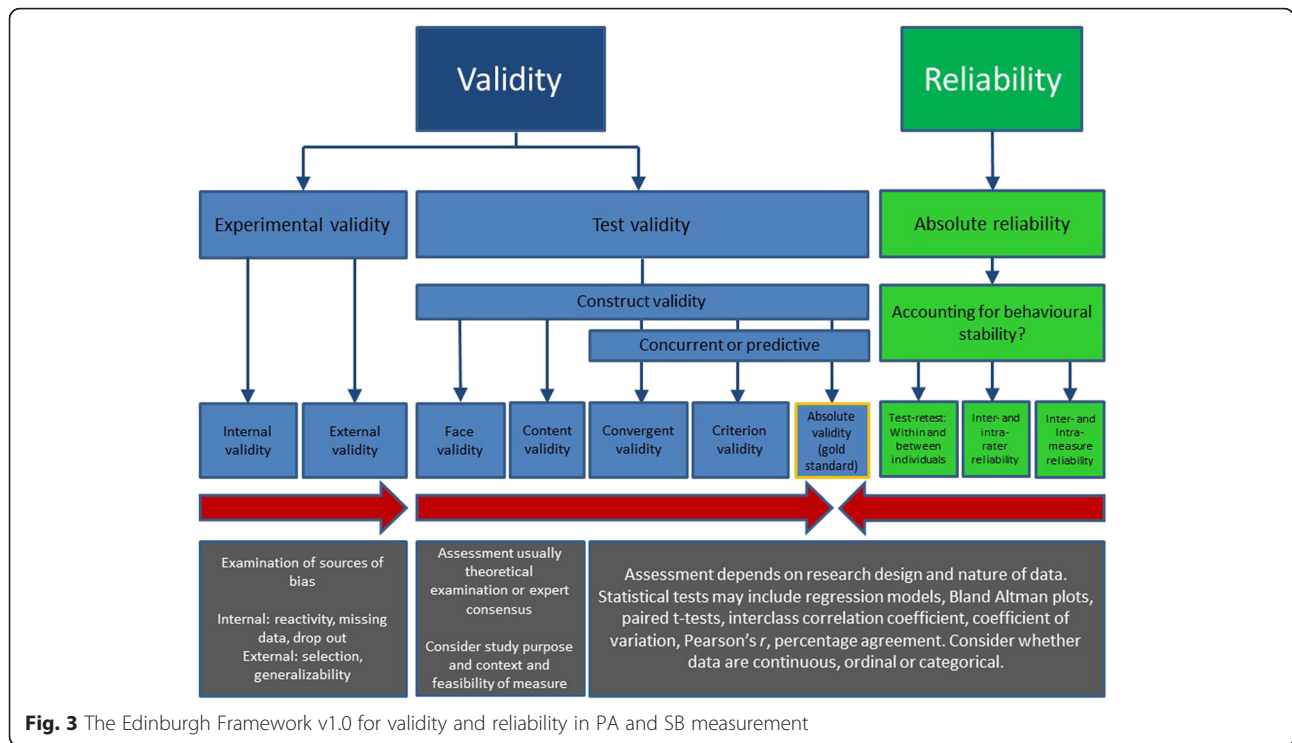 Validity
Reliability
Experimental validity
Test validity
Absolute reliability
Construct validity
Accounting for behavioural
stability?
Concurrent or predictive
Internal
validity
External
validity
Face
validity
Content
validity
Convergent
validity
Criterion
validity
Absolute
validity
(gold
standard)
Test-retest:
Within and
between
individuals
Inter- and
intra-
rater
reliability
Inter- and
Intra-
measure
reliability
Examination of sources of
bias
Internal: reactivity, missing
data, drop out
External: selection,
generalizability
Assessment usually
theoretical
examination or expert
consensus
Consider study purpose
and context and
feasibility of measure
Assessment depends on research design and nature of data.
Statistical tests may include regression models, Bland Altman plots,
paired t-tests, interclass correlation coefficient, coefficient of
variation, Pearson's r, percentage agreement. Consider whether
data are continuous, ordinal or categorical.
Fig. 3 The Edinburgh Framework v1.0 for validity and reliability in PA and SB measurement